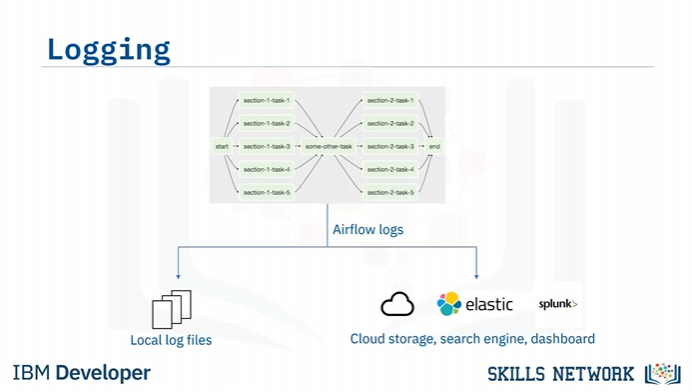 Logging
section-1-task-1
section-2-task-1
section-1-task-2
section-2-task-2
start
section-1-task-3
some-other-task
section-2-task-3
end
section-1-task-4
section-2-task-4
section-1-task-5
section-2-task-5
Airflow logs
elastic
splunk>
Local log files
Cloud storage, search engine, dashboard
IBM Developer
SKILLS NETWORK